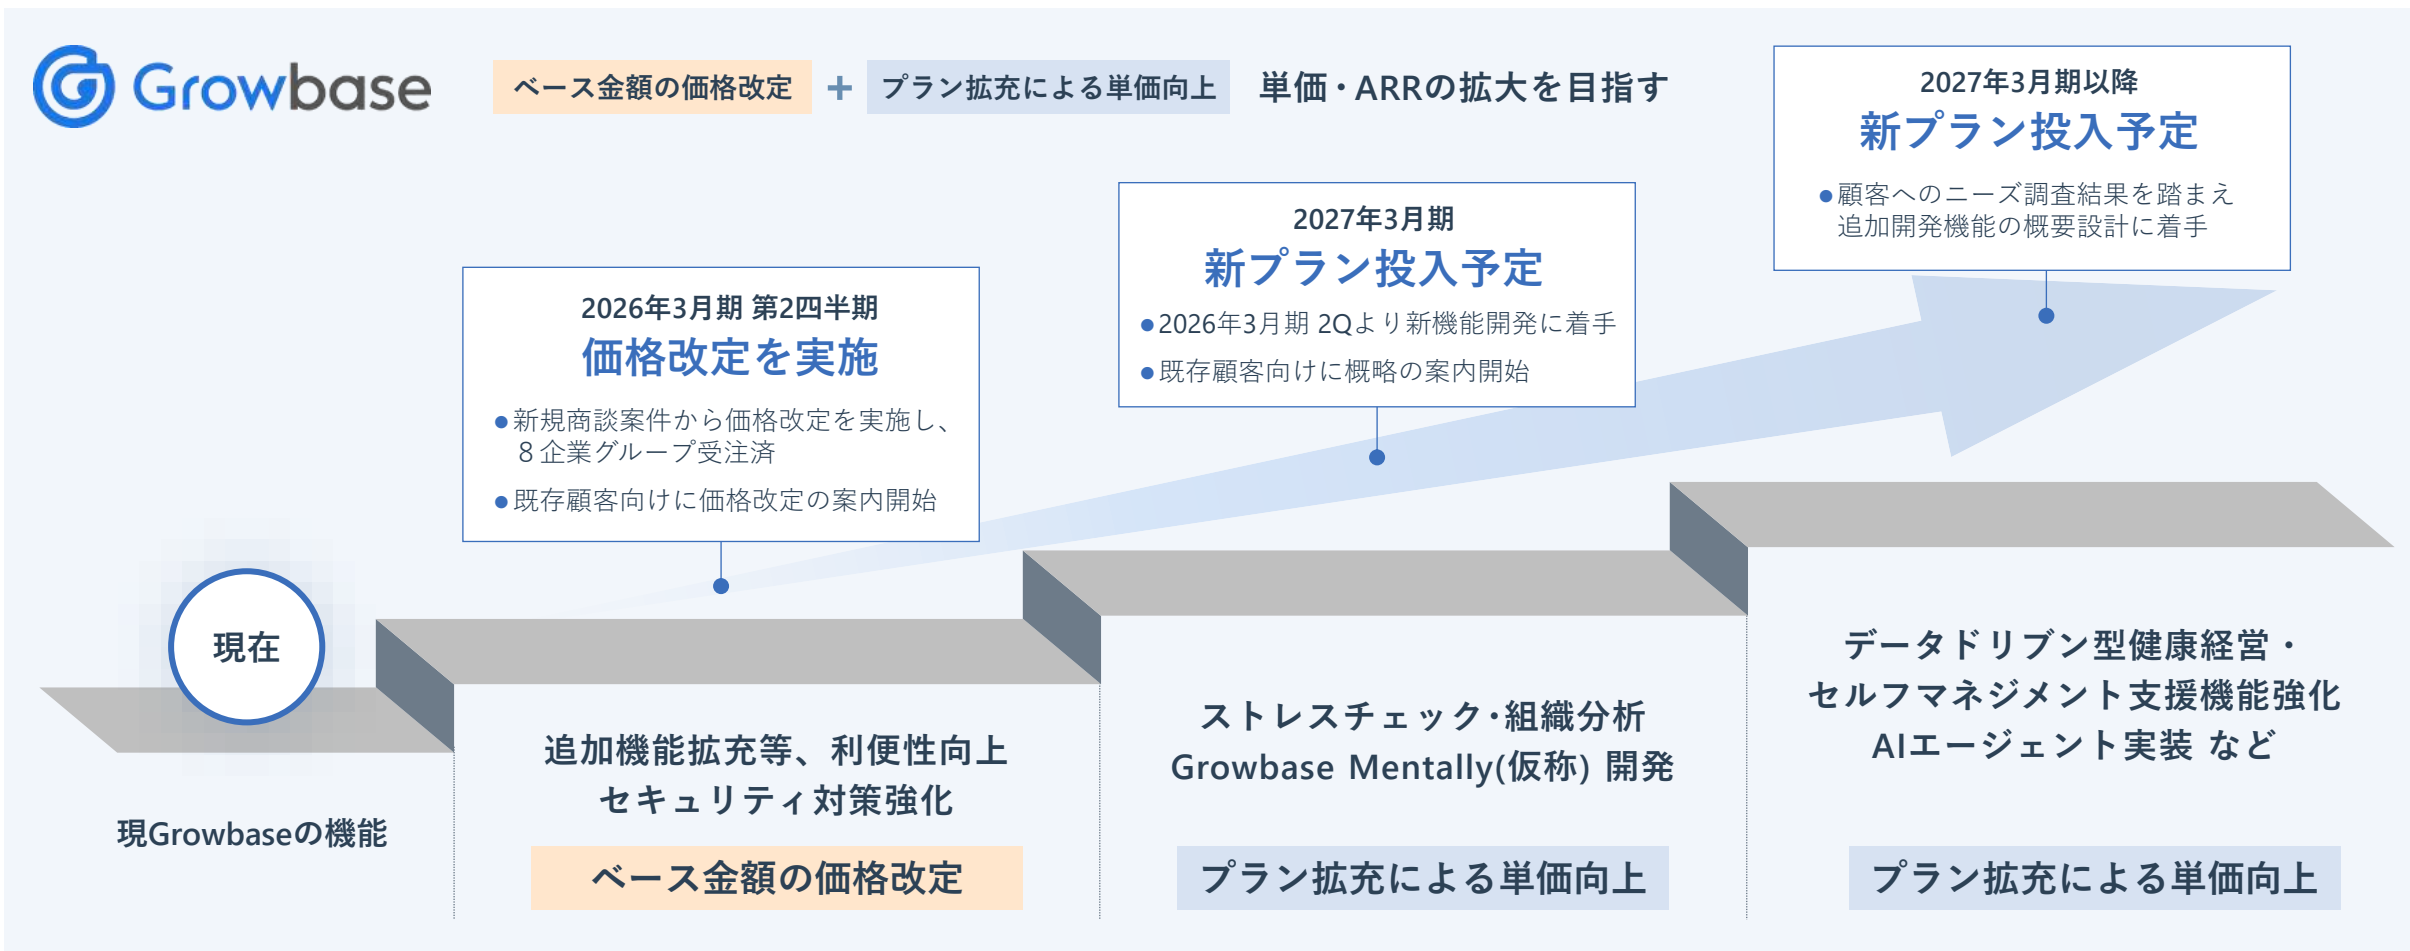 Growbase
ベース金額の価格改定 + プラン拡充による単価向上 単価・ARRの拡大を目指す
2027年3月期以降
新プラン投入予定
●顧客へのニーズ調査結果を踏まえ
追加開発機能の概要設計に着手
2027年3月期
新プラン投入予定
●2026年3月期 2Qより新機能開発に着手
●既存顧客向けに概略の案内開始
2026年3月期 第2四半期
価格改定を実施
●新規商談案件から価格改定を実施し、
８企業グループ受注済
●既存顧客向けに価格改定の案内開始
現在
現Growbaseの機能
追加機能拡充等、利便性向上
セキュリティ対策強化
ベース金額の価格改定
ストレスチェック・組織分析
Growbase Mentally(仮称) 開発
プラン拡充による単価向上
データドリブン型健康経営・
セルフマネジメント支援機能強化
AIエージェント実装 など
プラン拡充による単価向上